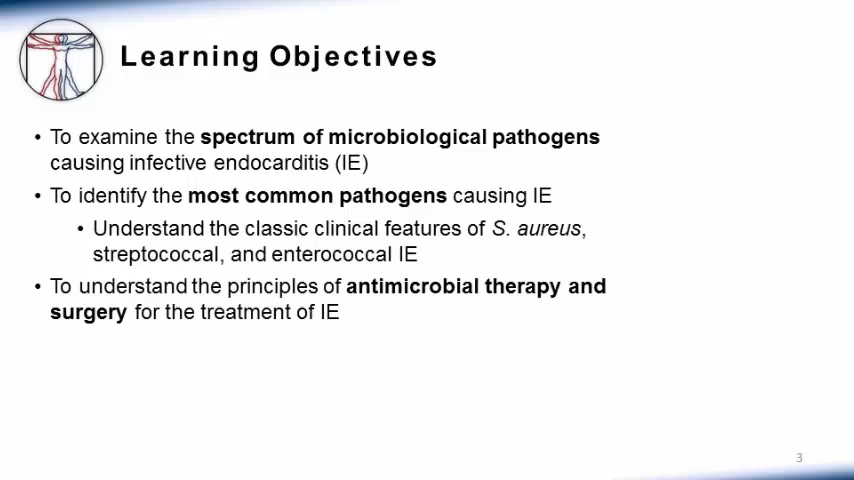 Learning Objectives
• To examine the spectrum of microbiological pathogens
causing infective endocarditis (IE)
• To identify the most common pathogens causing IE
• Understand the classic clinical features of S. aureus,
streptococcal, and enterococcal IE
• To understand the principles of antimicrobial therapy and
surgery for the treatment of IE
3